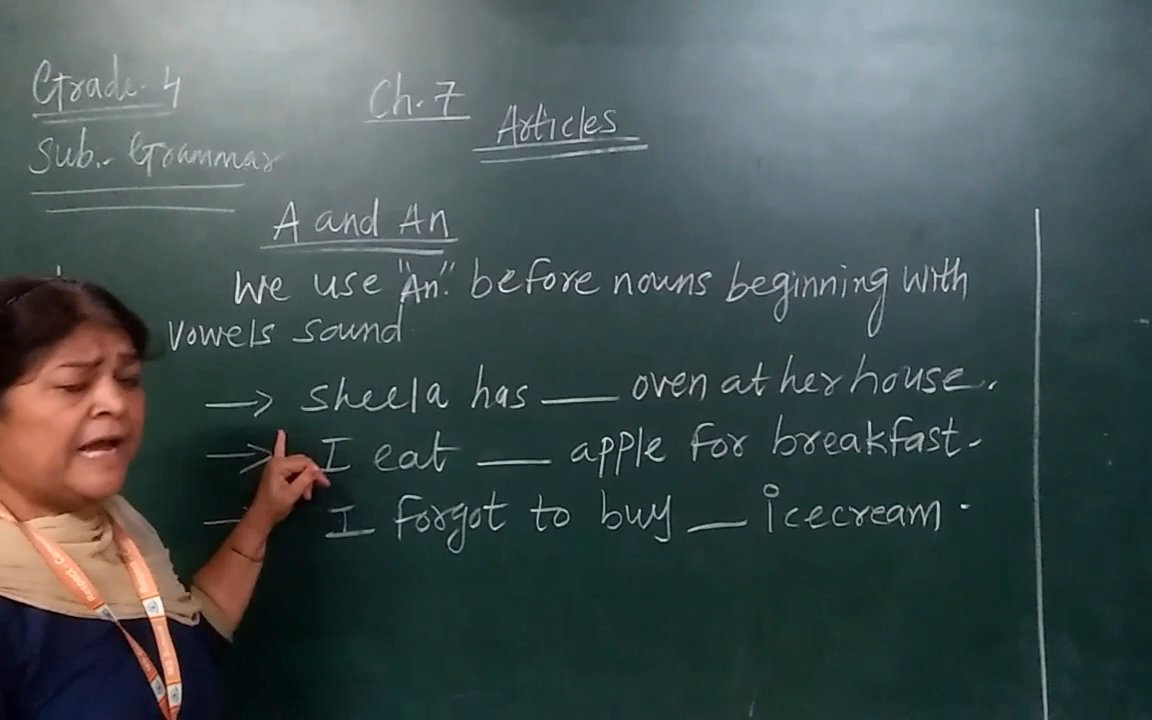 Grade-4
Ch.7
Articles
Sub:- Grammar
A and An
We use "An" before nouns beginning with
vowels sound
→ Sheela has ___ oven at her house.
→ I eat ___ apple for breakfast.
→ I forgot to buy ___ icecream.